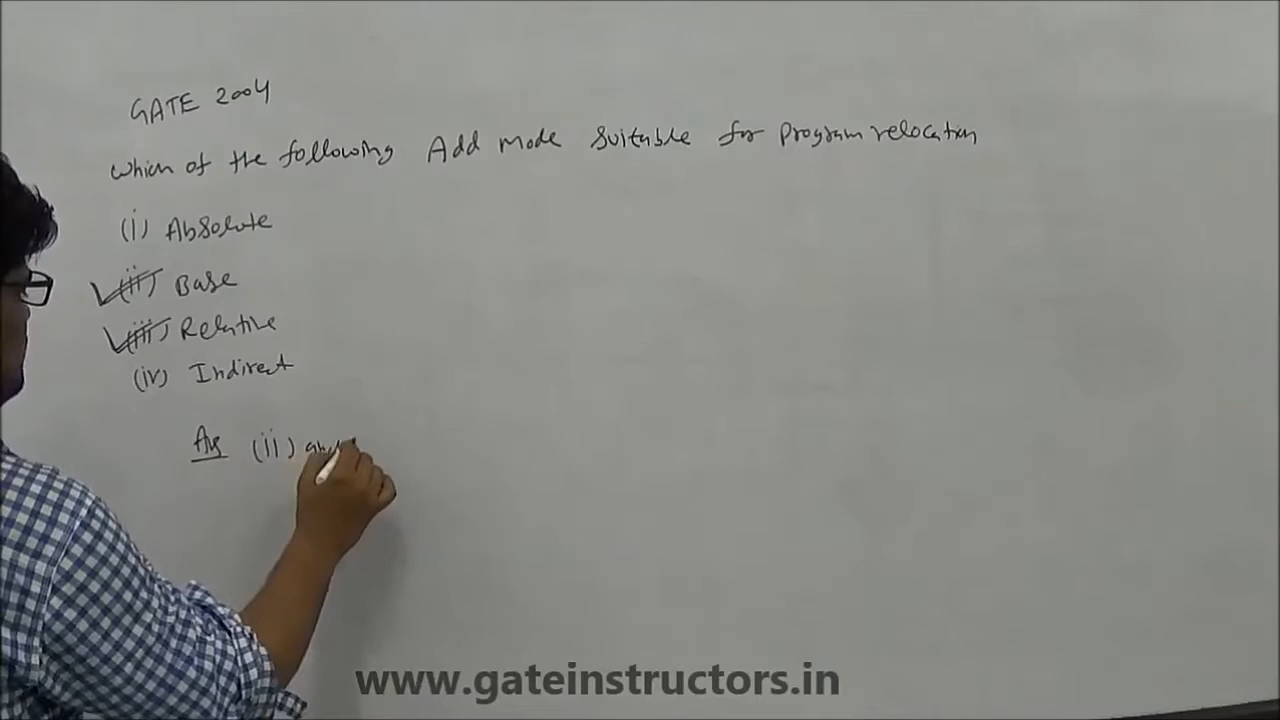 GATE 2004
Which of the following Add mode suitable for program relocation
(i) Absolute
(ii) Base
(iii) Relative
(iv) Indirect
Ans (ii) and
www.gateinstructors.in